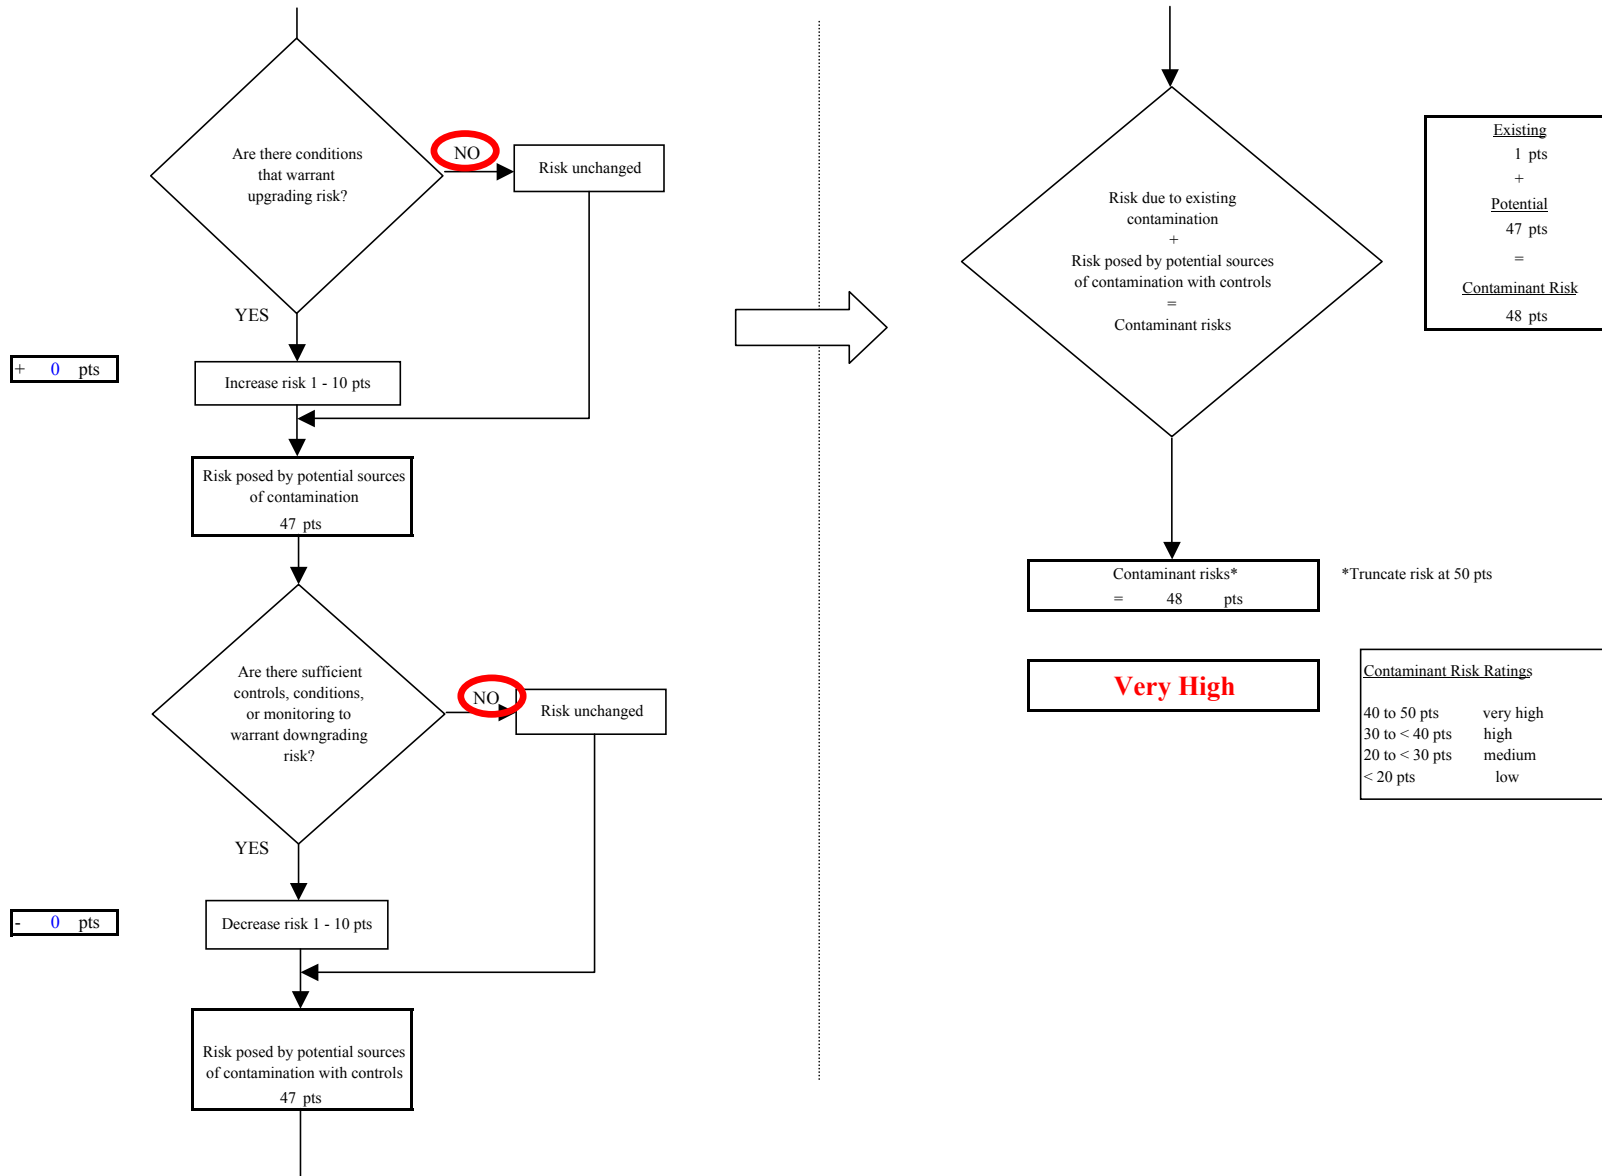 Are there conditions
that warrant
upgrading risk?
NO
Risk unchanged
YES
+ 0 pts
Increase risk 1 - 10 pts
Risk posed by potential sources
of contamination
47 pts
Are there sufficient
controls, conditions,
or monitoring to
warrant downgrading
risk?
NO
Risk unchanged
YES
- 0 pts
Decrease risk 1 - 10 pts
Risk posed by potential sources
of contamination with controls
47 pts
Risk due to existing
contamination
+
Risk posed by potential sources
of contamination with controls
=
Contaminant risks
Existing
1 pts
+
Potential
47 pts
=
Contaminant Risk
48 pts
Contaminant risks*
= 48 pts
*Truncate risk at 50 pts
Very High
Contaminant Risk Ratings
40 to 50 pts very high
30 to < 40 pts high
20 to < 30 pts medium
< 20 pts low